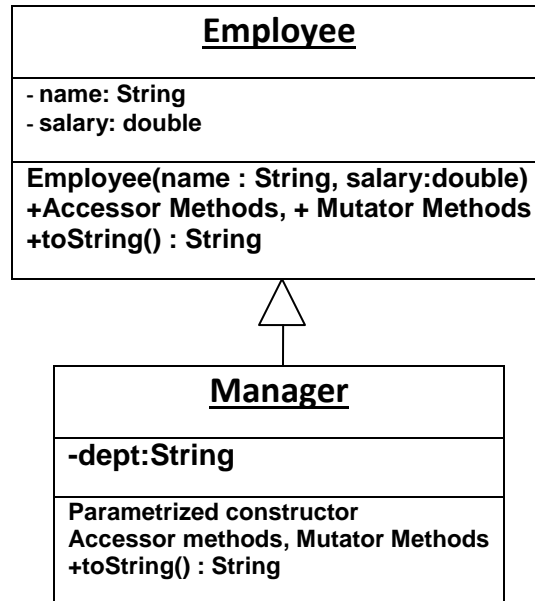 Employee
- name: String
- salary: double
Employee(name : String, salary:double)
+Accessor Methods, + Mutator Methods
+toString() : String
Manager
-dept:String
Parametrized constructor
Accessor methods, Mutator Methods
+toString() : String